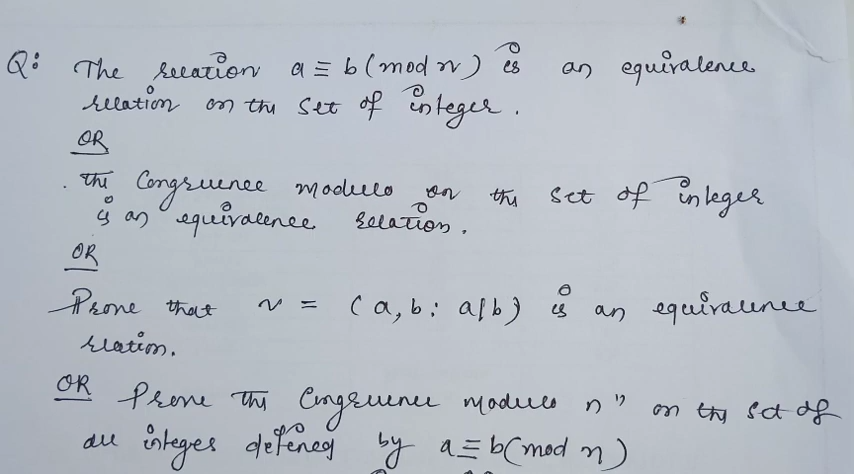 Q: The relation a ≡ b (mod n) is an equivalence
relation on the set of integer.
OR
. The Congruence modulo on the set of integer
is an equivalence relation.
OR
Prove that ~ = (a, b : a/b) is an equivalence
relation.
OR Prove the Congruence modulo n" on the set of
all integes defined by a ≡ b (mod n)